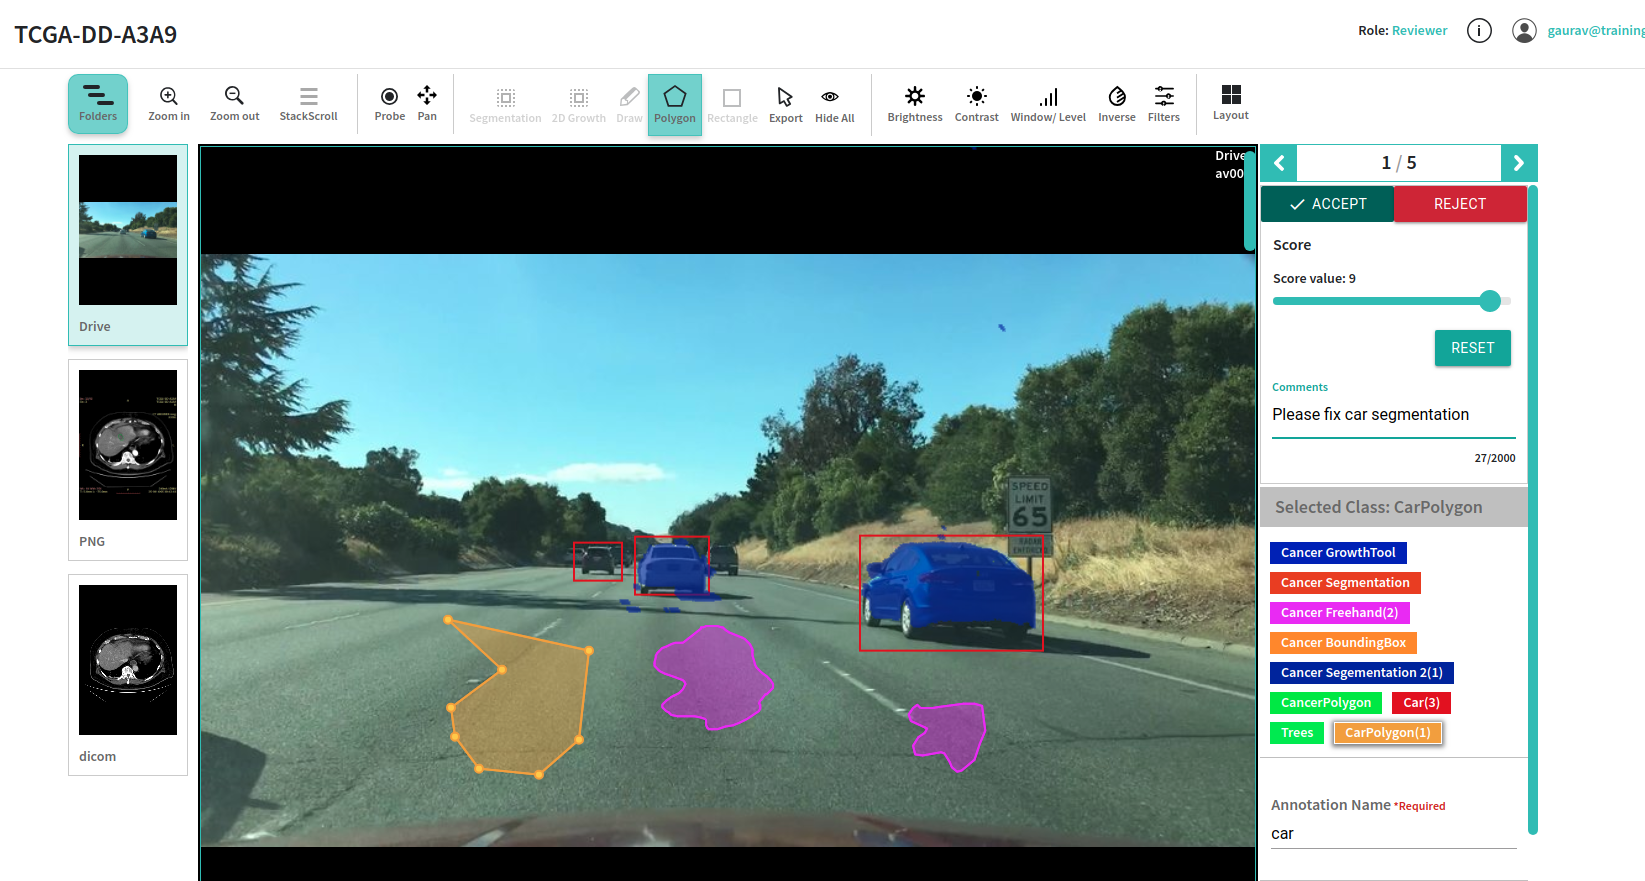 TCGA-DD-A3A9
Role: Reviewer
gaurav@training
Folders
Zoom in
Zoom out
StackScroll
Probe
Pan
Segmentation
2D Growth
Draw
Polygon
Rectangle
Export
Hide All
Brightness
Contrast
Window/ Level
Inverse
Filters
Layout
Drive
PNG
dicom
Drive
av00
SPEED
LIMIT
65
RADAR
ENFORCED
1 / 5
ACCEPT
REJECT
Score
Score value: 9
RESET
Comments
Please fix car segmentation
27/2000
Selected Class: CarPolygon
Cancer GrowthTool
Cancer Segmentation
Cancer Freehand(2)
Cancer BoundingBox
Cancer Segementation 2(1)
CancerPolygon
Car(3)
Trees
CarPolygon(1)
Annotation Name *Required
car